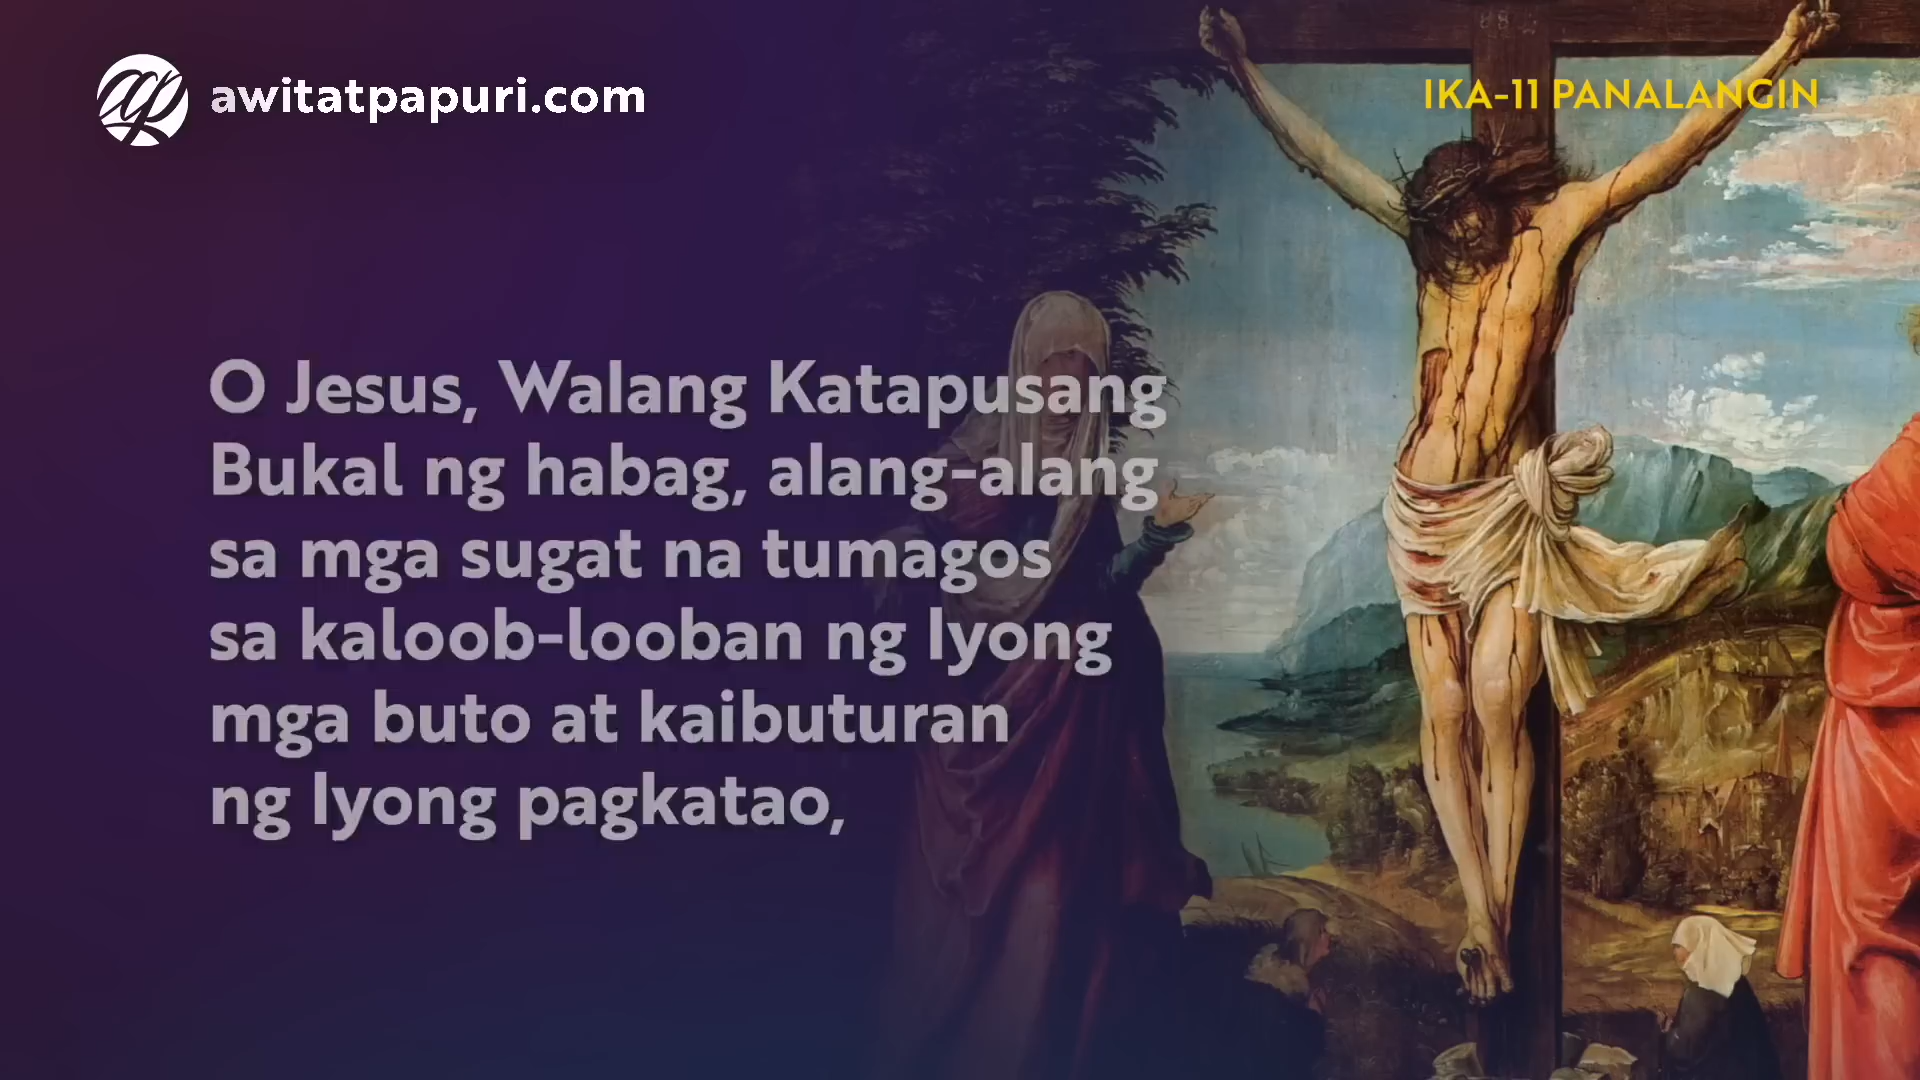 awitatpapuri.com
IKA-11 PANALANGIN
O Jesus, Walang Katapusang
Bukal ng habag, alang-alang
sa mga sugat na tumagos
sa kaloob-looban ng Iyong
mga buto at kaibuturan
ng Iyong pagkatao,